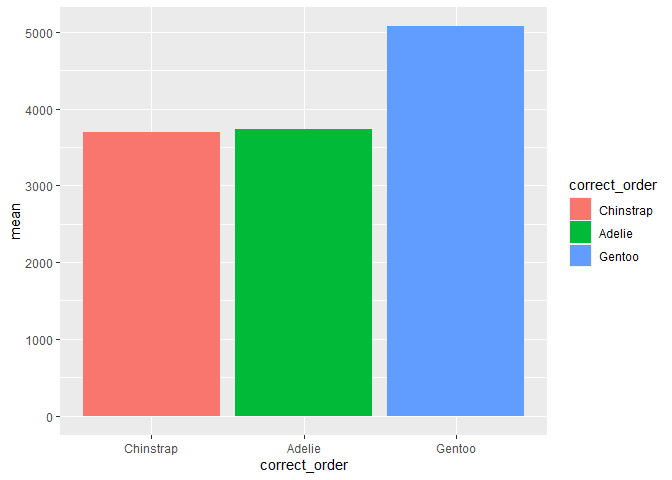 5000
4000
3000
2000
1000
0
mean
Chinstrap Adelie Gentoo
correct_order
correct_order
Chinstrap
Adelie
Gentoo